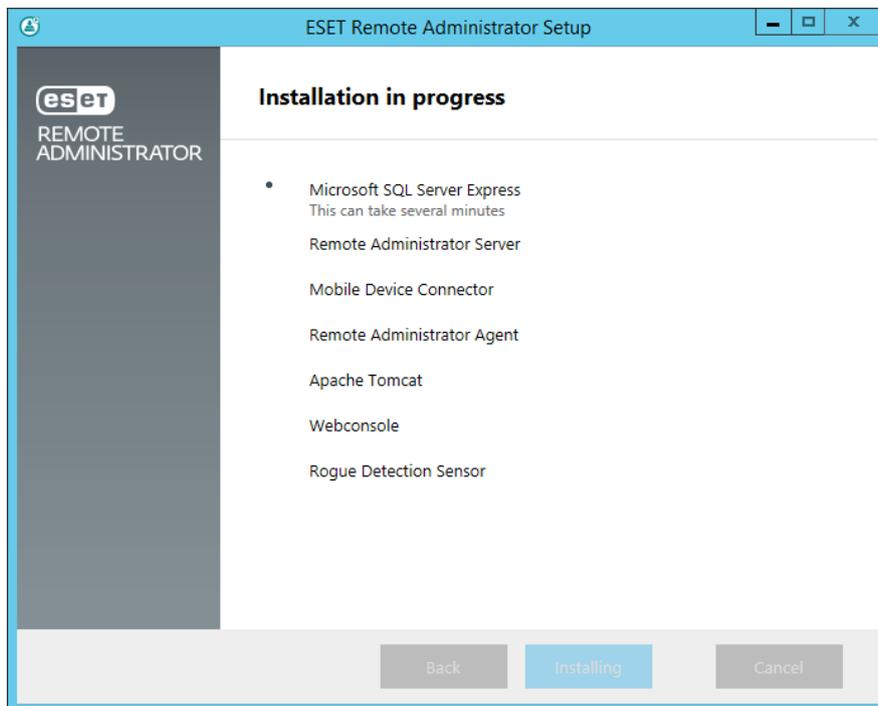 ESET Remote Administrator Setup
eset
REMOTE
ADMINISTRATOR
Installation in progress
Microsoft SQL Server Express
This can take several minutes
Remote Administrator Server
Mobile Device Connector
Remote Administrator Agent
Apache Tomcat
Webconsole
Rogue Detection Sensor
Back
Installing
Cancel